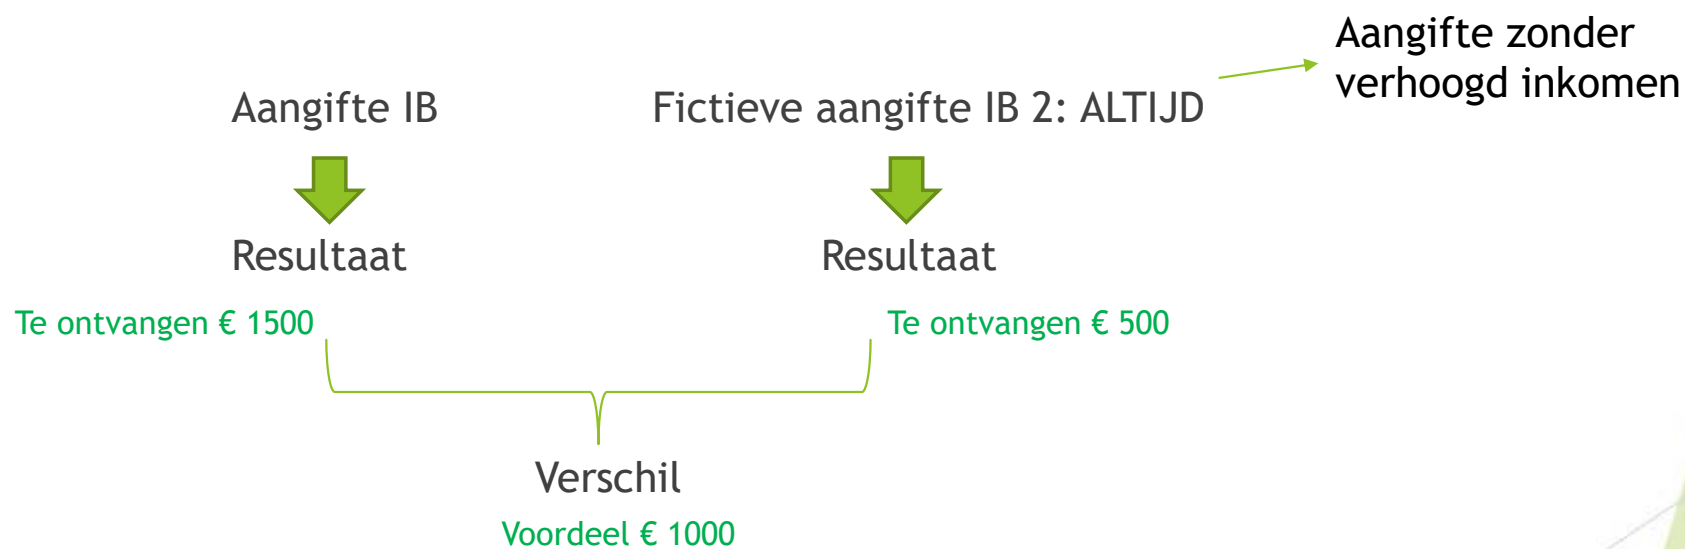 Aangifte zonder
verhoogd inkomen
Aangifte IB
Fictieve aangifte IB 2: ALTIJD
Resultaat
Resultaat
Te ontvangen € 1500
Te ontvangen € 500
Verschil
Voordeel € 1000